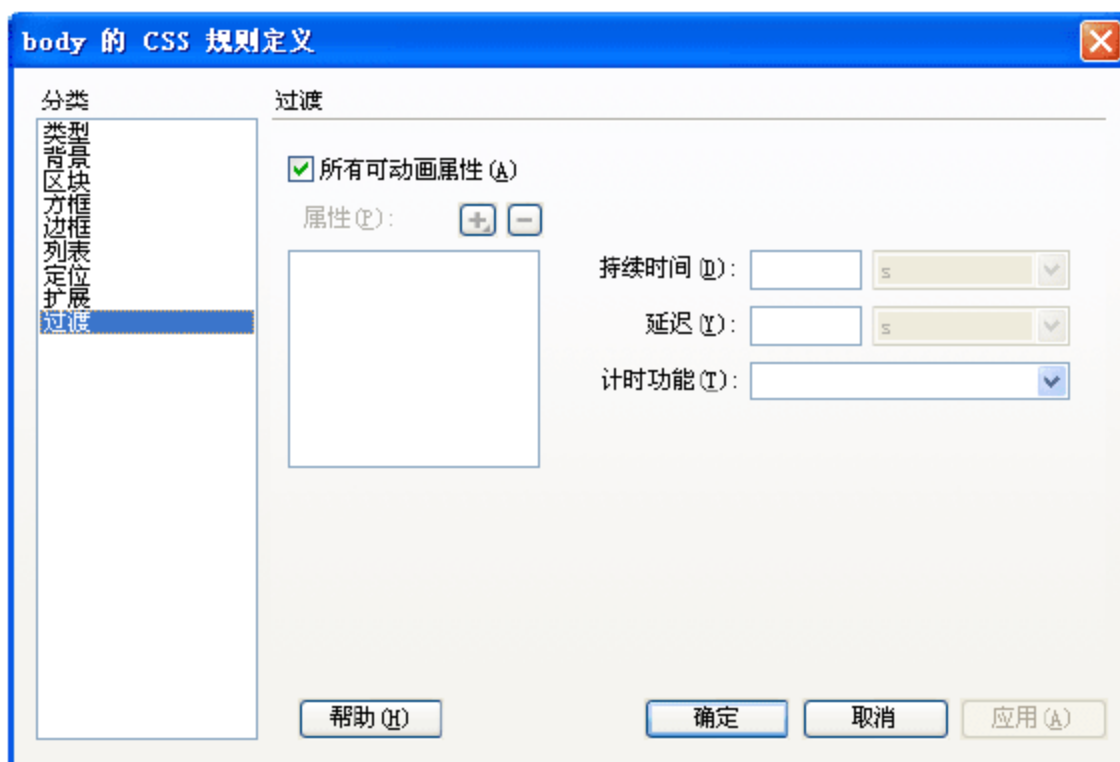 body 的 CSS 规则定义
分类
类型
背景
区块
方框
边框
列表
定位
扩展
过渡
过渡
所有可动画属性(A)
属性(P):
持续时间(D):
s
延迟(Y):
s
计时功能(T):
帮助(H)
确定
取消
应用(A)